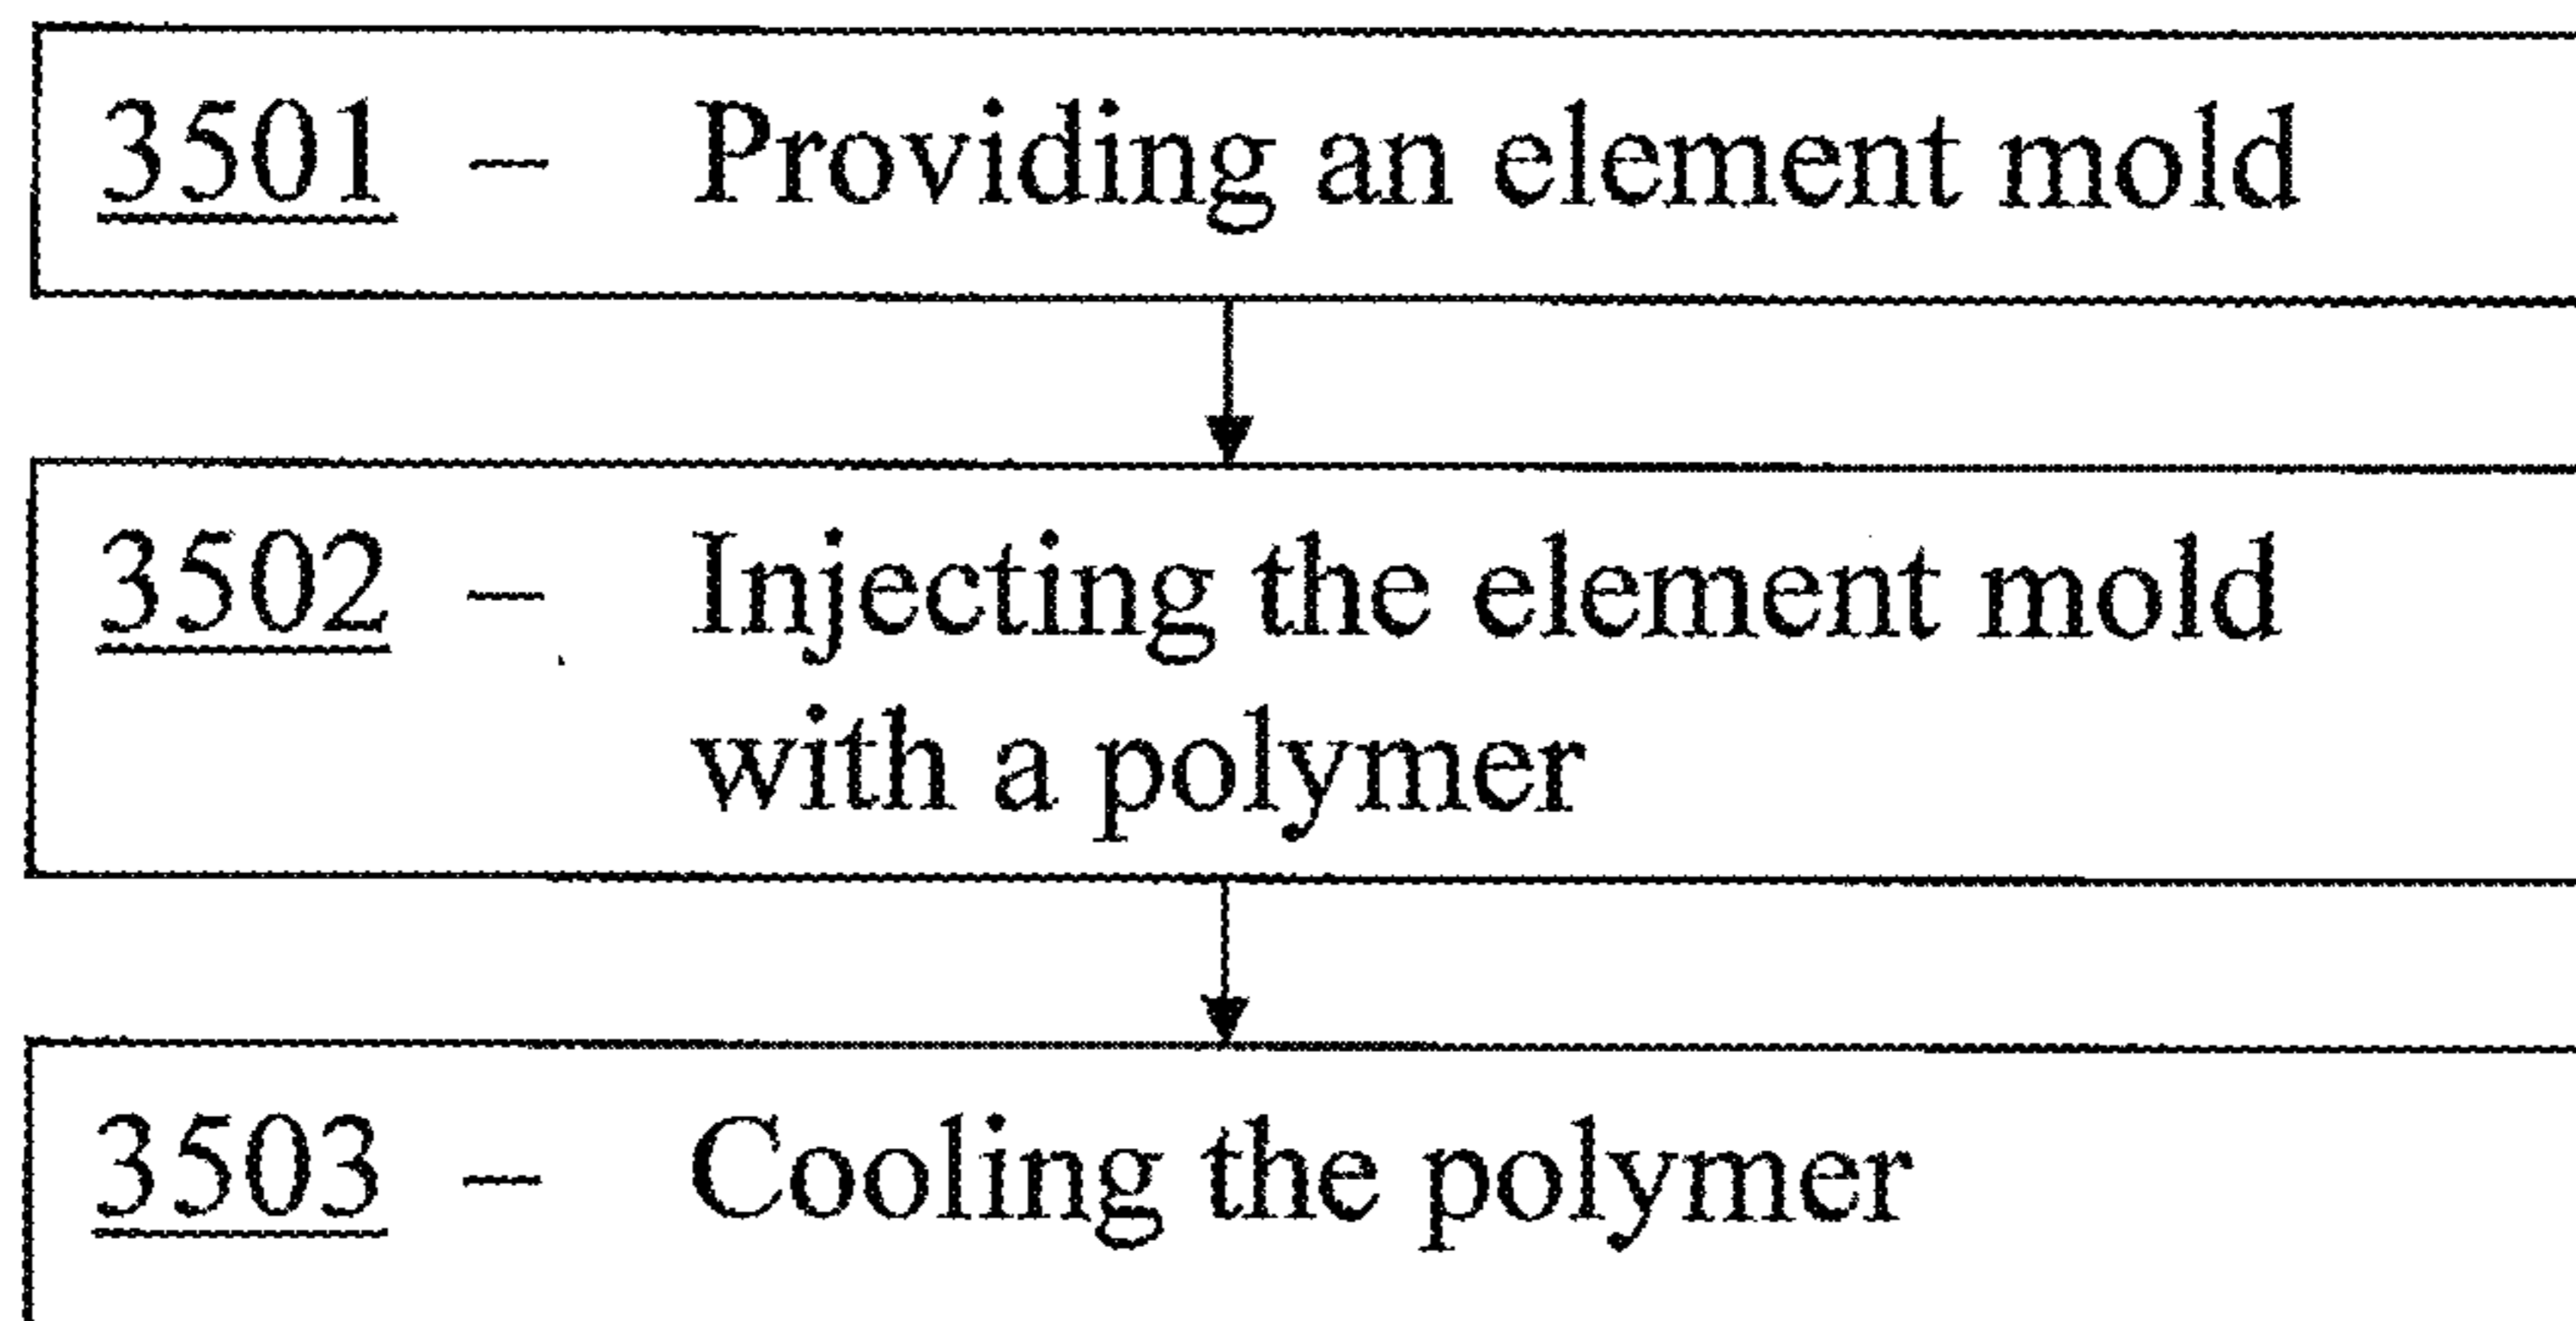 3501 – Providing an element mold
3502 – Injecting the element mold
with a polymer
3503 – Cooling the polymer